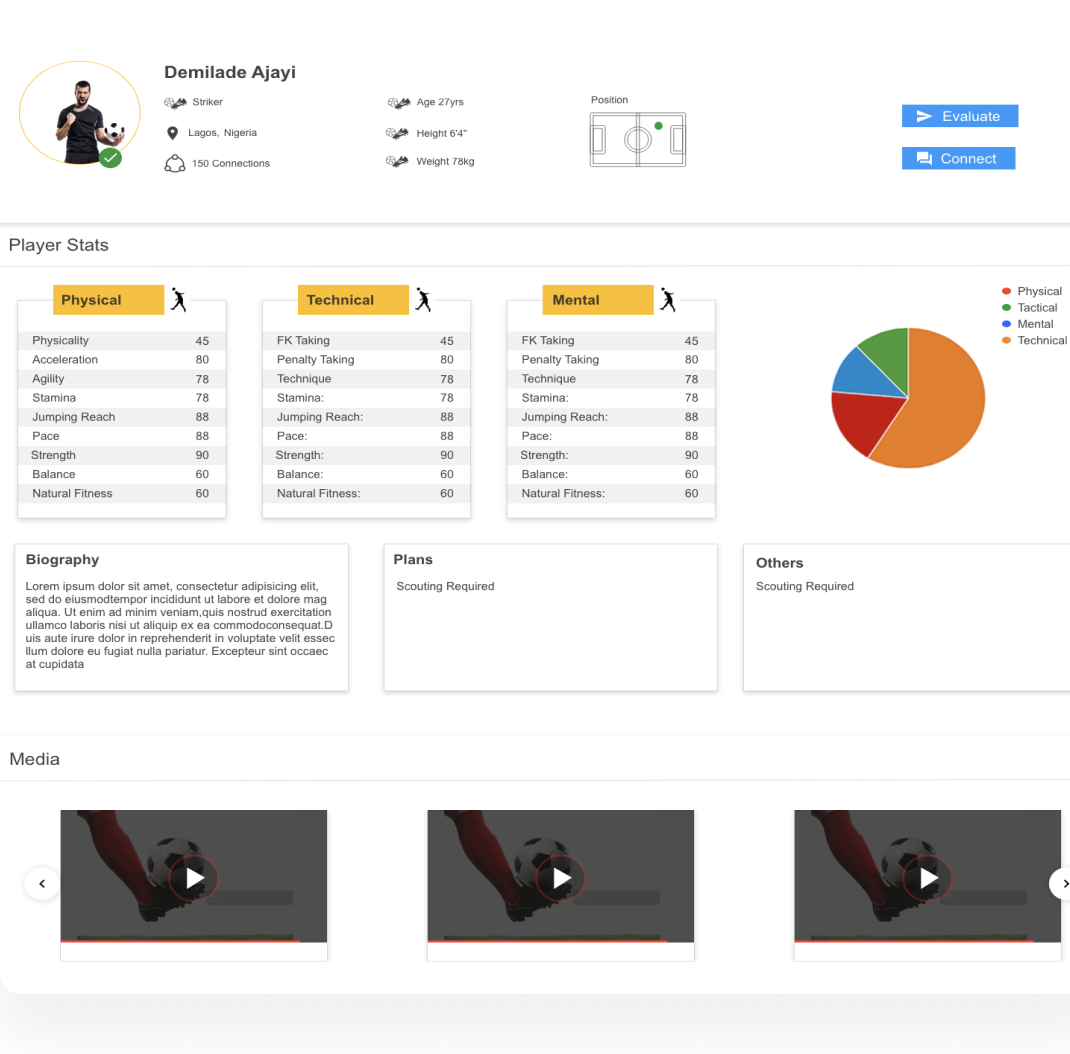 Demilade Ajayi
Striker
Age 27yrs
Position
Lagos, Nigeria
Height 6'4"
150 Connections
Weight 78kg
Evaluate
Connect
Player Stats
Physical
Physicality 45
Acceleration 80
Agility 78
Stamina 78
Jumping Reach 88
Pace 88
Strength 90
Balance 60
Natural Fitness 60
Technical
FK Taking 45
Penalty Taking 80
Technique 78
Stamina: 78
Jumping Reach: 88
Pace: 88
Strength: 90
Balance: 60
Natural Fitness: 60
Mental
FK Taking 45
Penalty Taking 80
Technique 78
Stamina: 78
Jumping Reach: 88
Pace: 88
Strength: 90
Balance: 60
Natural Fitness: 60
Physical
Tactical
Mental
Technical
Biography
Lorem ipsum dolor sit amet, consectetur adipisicing elit,
sed do eiusmodtempor incididunt ut labore et dolore mag
aliqua. Ut enim ad minim veniam,quis nostrud exercitation
ullamco laboris nisi ut aliquip ex ea commodoconsequat.D
uis aute irure dolor in reprehenderit in voluptate velit essec
llum dolore eu fugiat nulla pariatur. Excepteur sint occaec
at cupidata
Plans
Scouting Required
Others
Scouting Required
Media